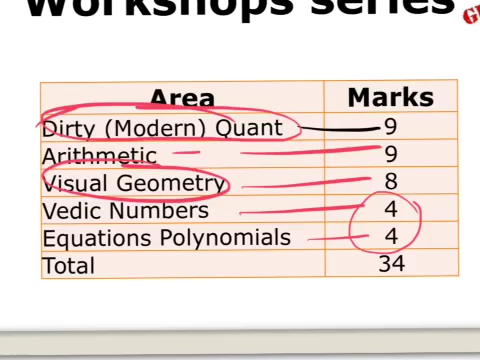 Workshops series
Area Marks
Dirty (Modern) Quant 9
Arithmetic 9
Visual Geometry 8
Vedic Numbers 4
Equations Polynomials 4
Total 34